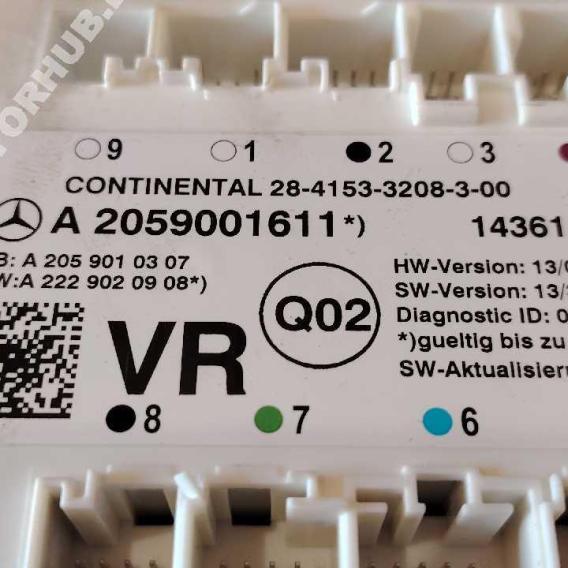 TORHUB.
9 1 2 3
CONTINENTAL 28-4153-3208-3-00
A 2059001611*) 14361
B: A 205 901 03 07
W:A 222 902 09 08*)
HW-Version: 13/0
SW-Version: 13/
Diagnostic ID: 0
*)gueltig bis zu
SW-Aktualisier
Q02
VR
8 7 6